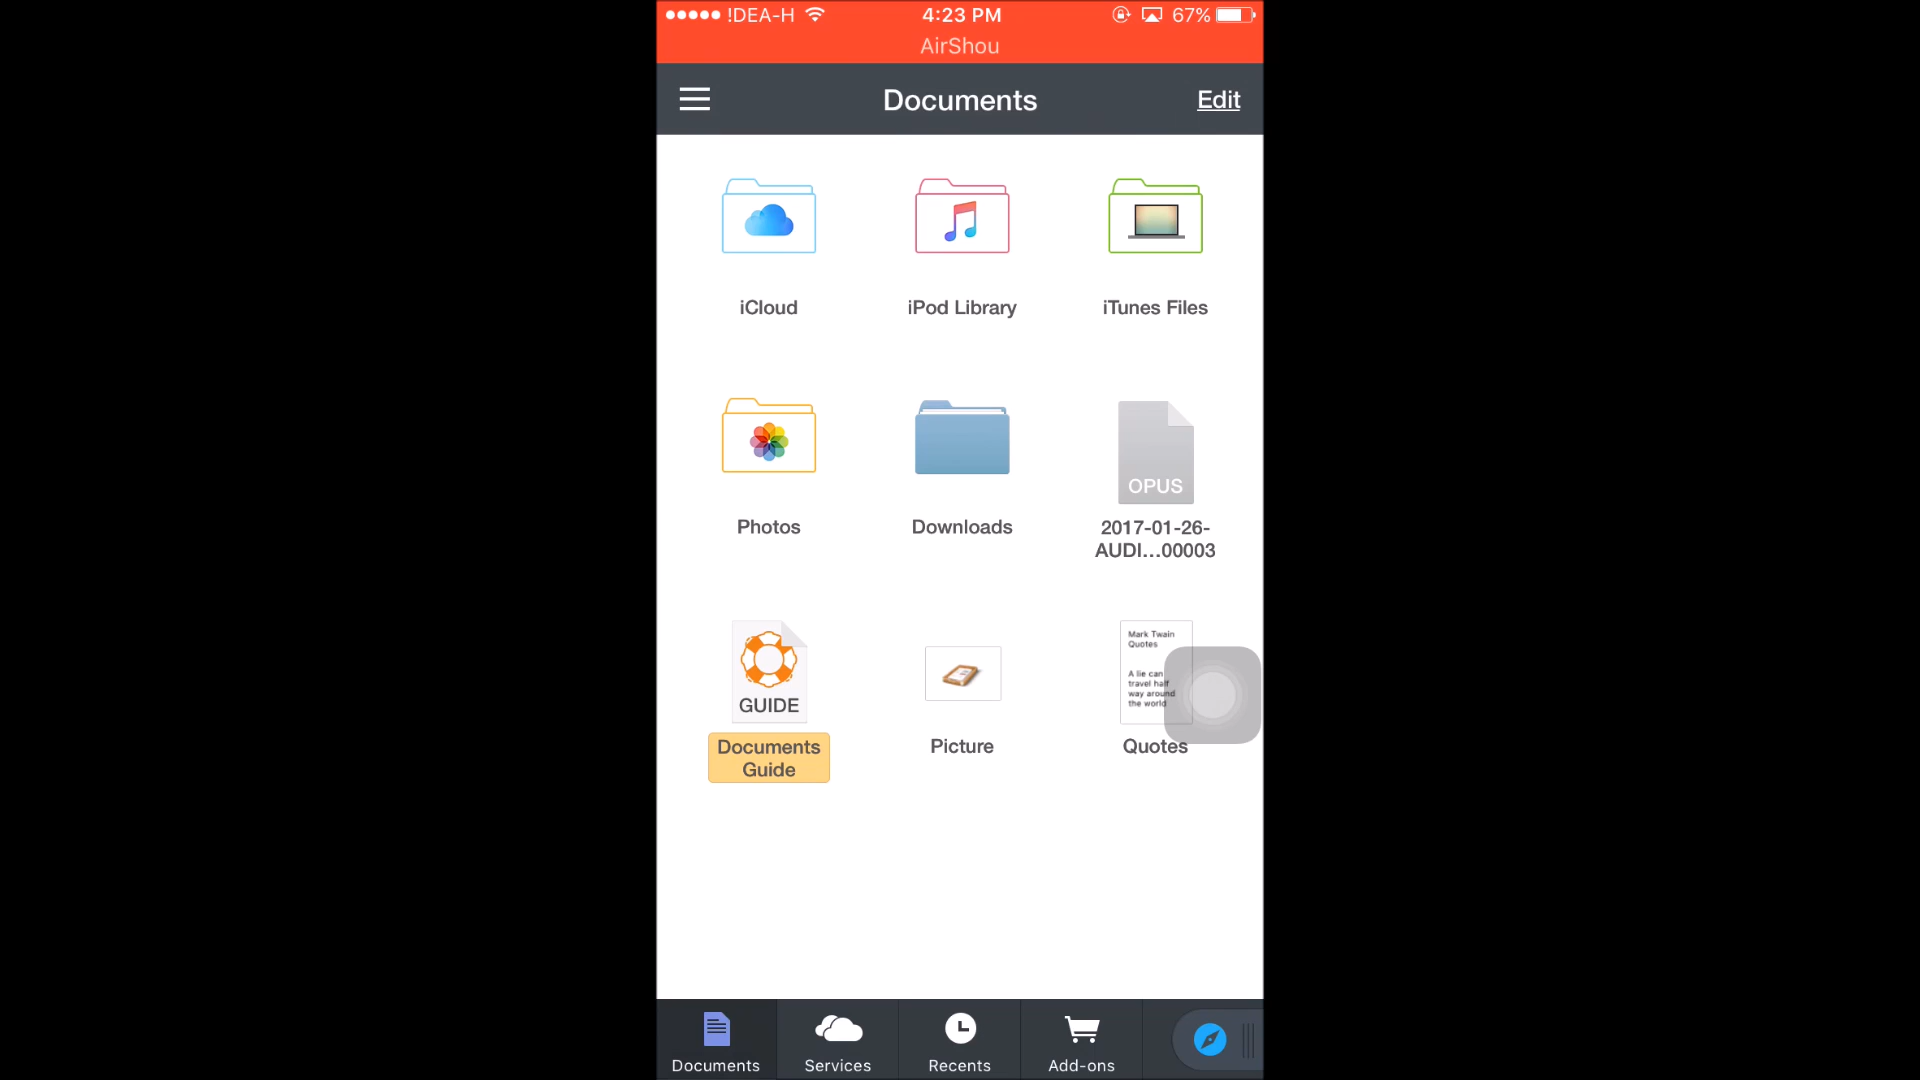 !DEA-H
4:23 PM
67%
AirShou
Documents
Edit
iCloud
iPod Library
iTunes Files
Photos
Downloads
OPUS
2017-01-26-
AUDI...00003
GUIDE
Documents
Guide
Picture
Mark Twain
Quotes
A lie can
travel half
way around
the world
Quotes
Documents
Services
Recents
Add-ons